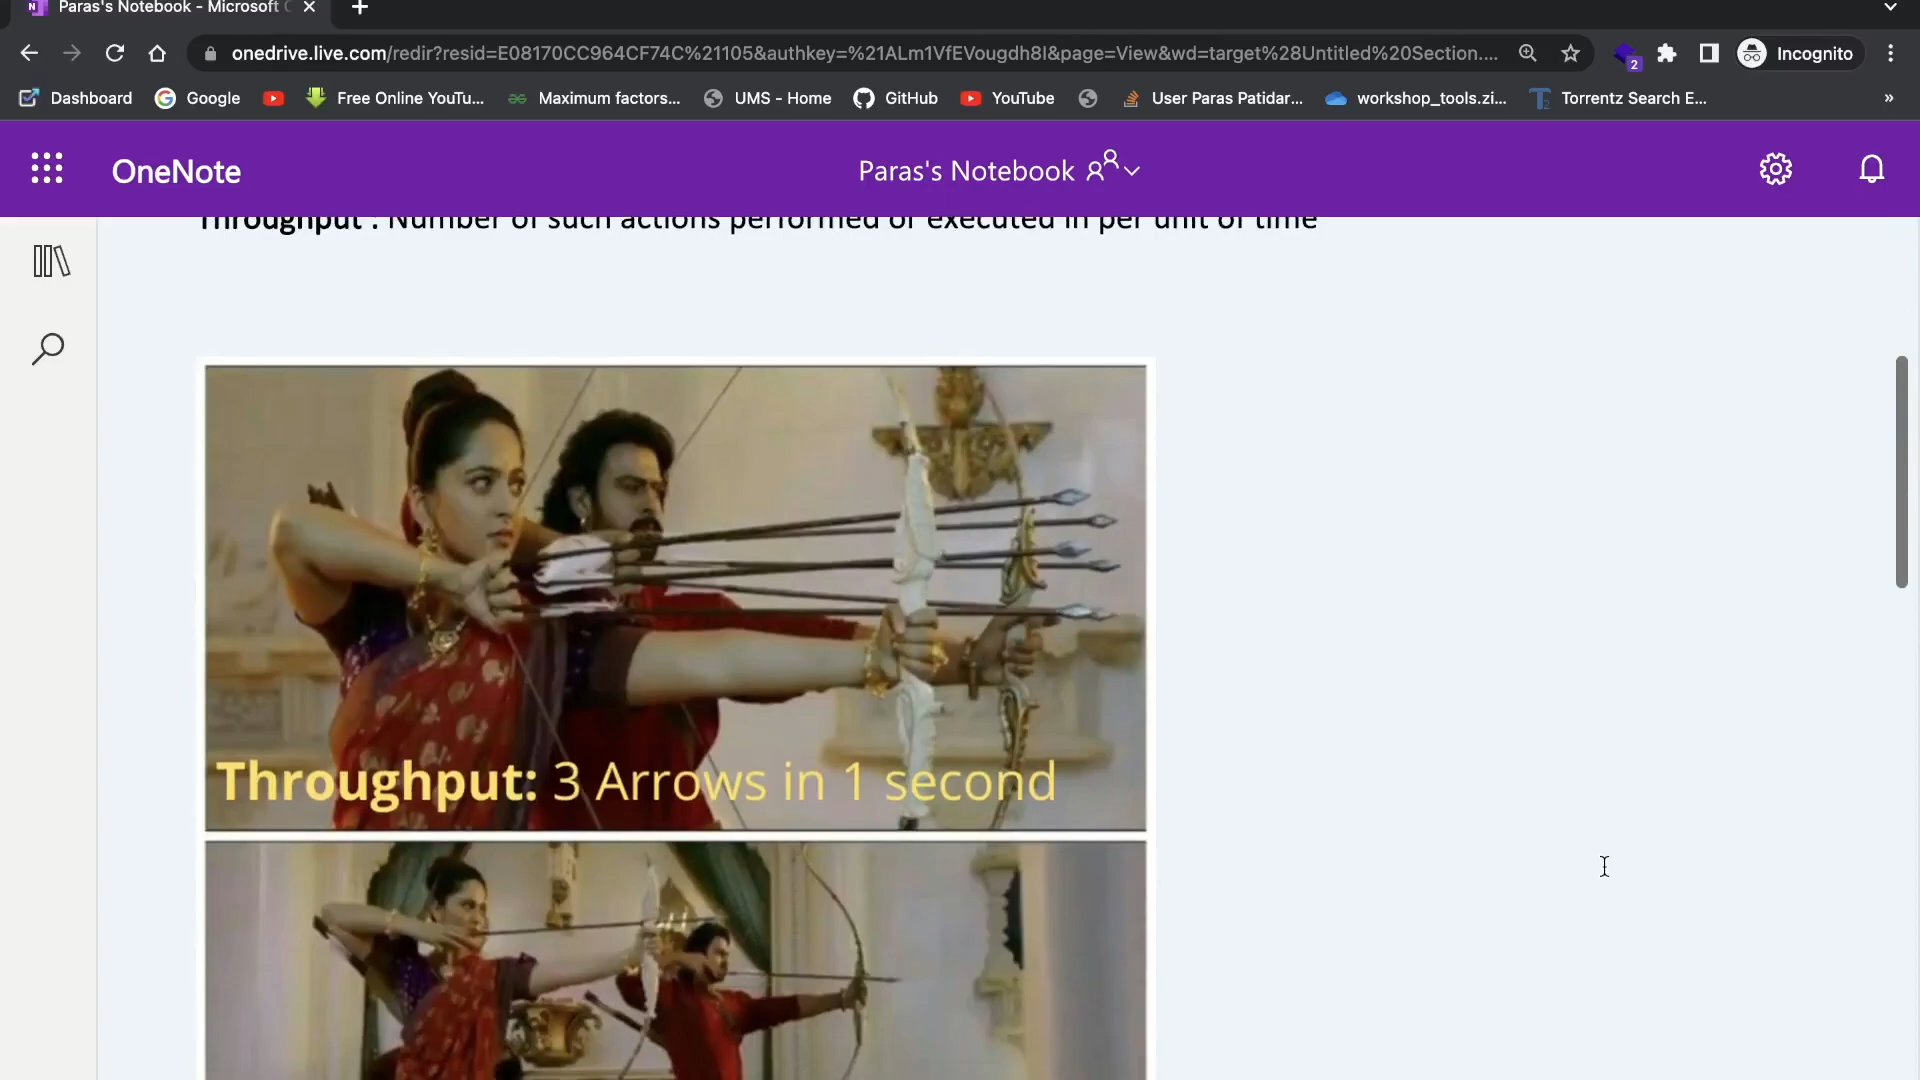 Paras's Notebook - Microsoft
onedrive.live.com/redir?resid=E08170CC964CF74C%21105&authkey=%21ALm1VfEVougdh8I&page=View&wd=target%28Untitled%20Section....
2
Incognito
Dashboard
Google
Free Online YouTu...
Maximum factors...
UMS - Home
GitHub
YouTube
User Paras Patidar...
workshop_tools.zi...
Torrentz Search E...
»
OneNote
Paras's Notebook
Throughput : Number of such actions performed or executed in per unit of time
Throughput: 3 Arrows in 1 second